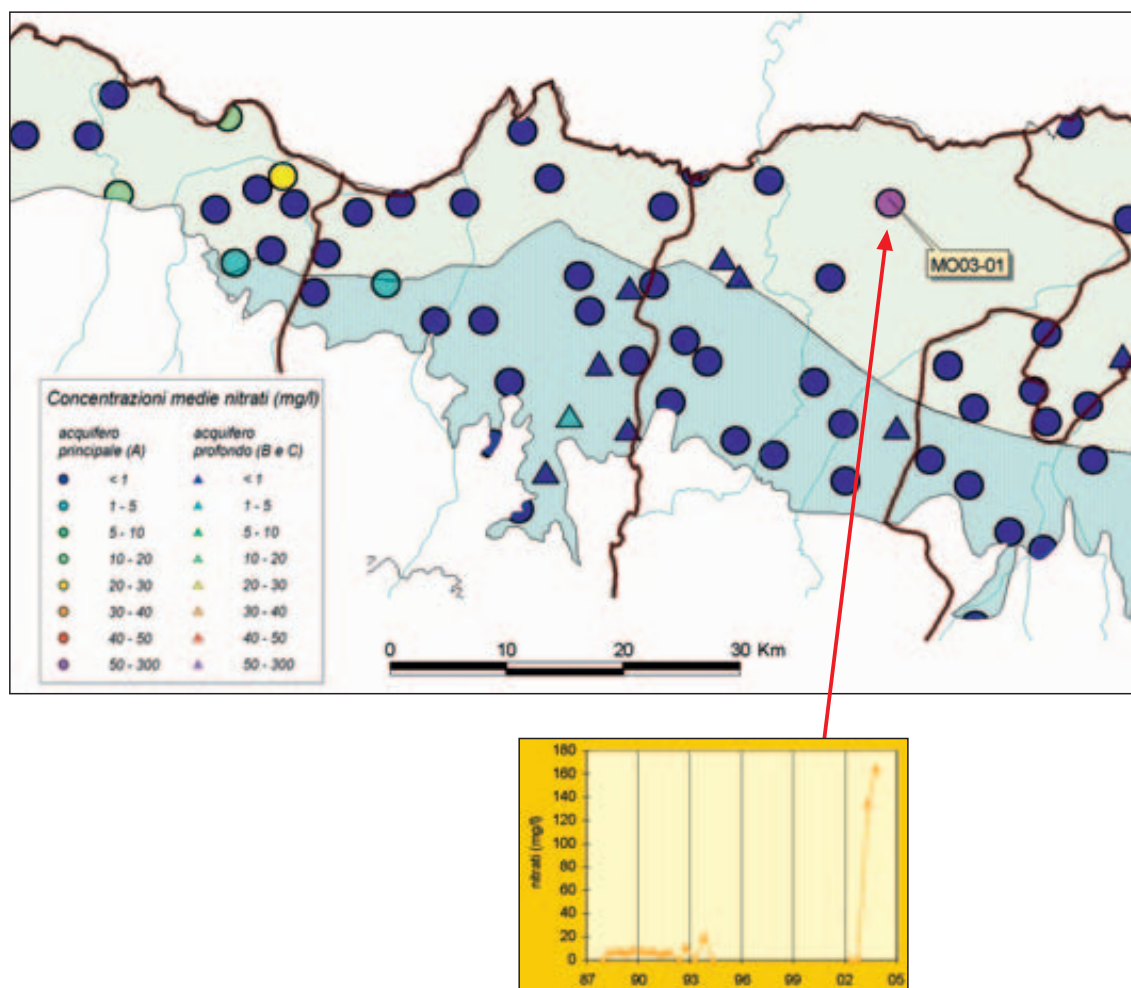 MO03-01
Concentrazioni medie nitrati (mg/l)
acquifero principale (A)
acquifero profondo (B e C)
< 1 < 1
1 - 5 1 - 5
5 - 10 5 - 10
10 - 20 10 - 20
20 - 30 20 - 30
30 - 40 30 - 40
40 - 50 40 - 50
50 - 300 50 - 300
0 10 20 30 Km
nitrati (mg/l)
180
160
140
120
100
80
60
40
20
0
87 90 93 96 99 02 05